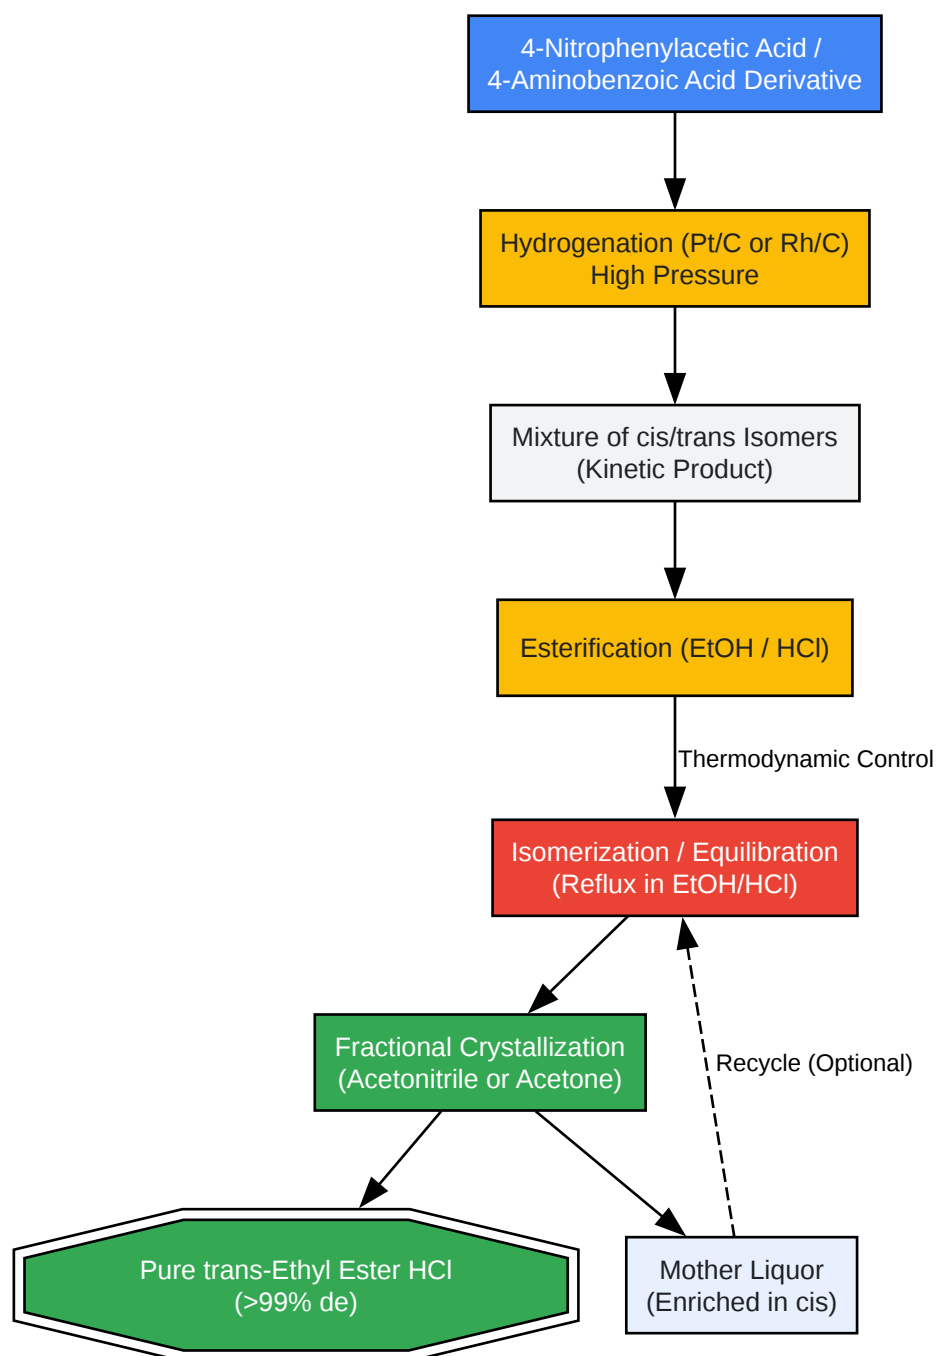 4-Nitrophenylacetic Acid /
4-Aminobenzoic Acid Derivative
Hydrogenation (Pt/C or Rh/C)
High Pressure
Mixture of cis/trans Isomers
(Kinetic Product)
Esterification (EtOH / HCl)
Thermodynamic Control
Isomerization / Equilibration
(Reflux in EtOH/HCl)
Fractional Crystallization
(Acetonitrile or Acetone)
Recycle (Optional)
Pure trans-Ethyl Ester HCl
(>99% de)
Mother Liquor
(Enriched in cis)